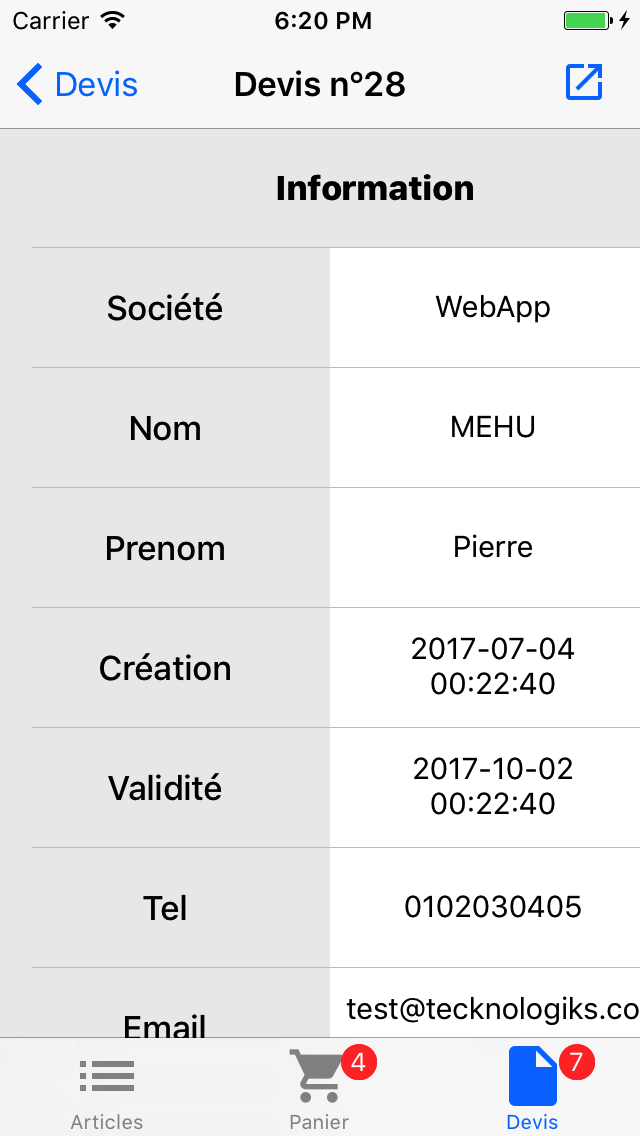 Carrier 6:20 PM
Devis Devis n°28
Information
Société WebApp
Nom MEHU
Prenom Pierre
Création 2017-07-04
00:22:40
Validité 2017-10-02
00:22:40
Tel 0102030405
Email test@tecknologiks.co
4 7
Articles Panier Devis